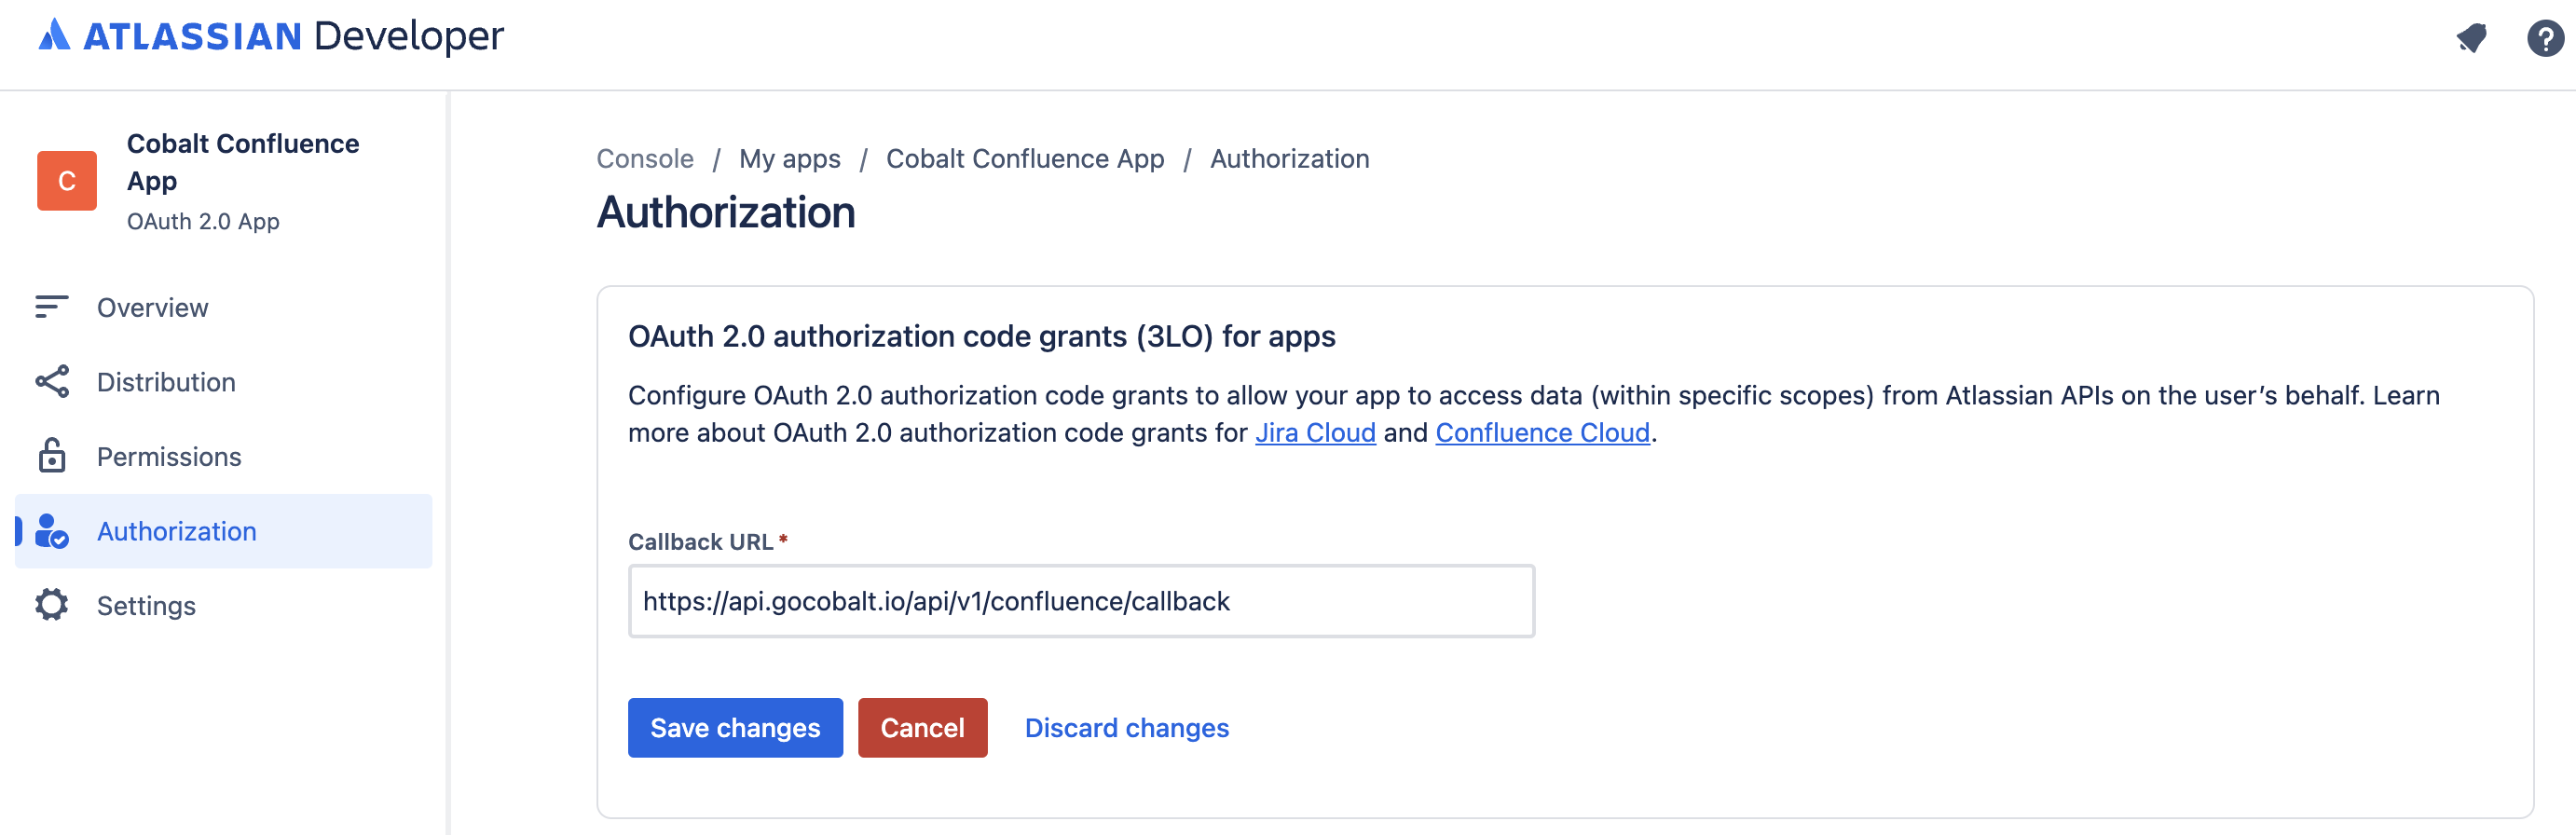 ATLASSIAN Developer
?
C
Cobalt Confluence
App
OAuth 2.0 App
Overview
Distribution
Permissions
Authorization
Settings
Console / My apps / Cobalt Confluence App / Authorization
Authorization
OAuth 2.0 authorization code grants (3LO) for apps
Configure OAuth 2.0 authorization code grants to allow your app to access data (within specific scopes) from Atlassian APIs on the user’s behalf. Learn
more about OAuth 2.0 authorization code grants for Jira Cloud and Confluence Cloud.
Callback URL *
https://api.gocobalt.io/api/v1/confluence/callback
Save changes Cancel Discard changes